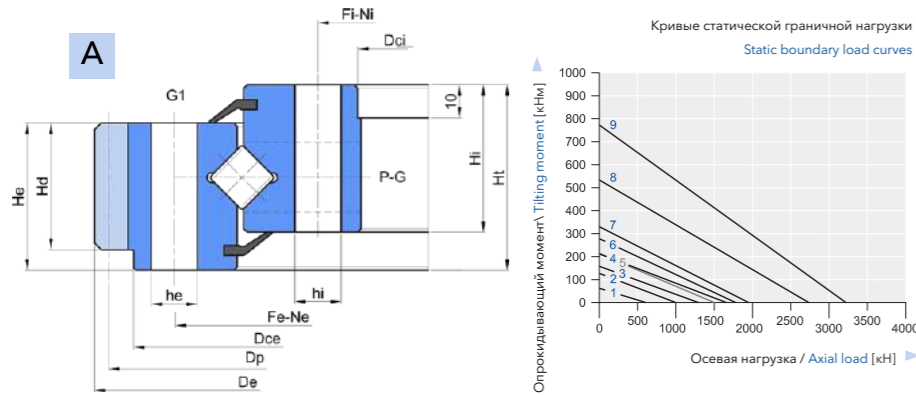 A
Fi-Ni
Dci
G1
10
He
Hd
P-G
Hi
Ht
he
hi
Fe-Ne
Dce
Dp
De
Кривые статической граничной нагрузки
Static boundary load curves
Опрокидывающий момент\ Tilting moment [кНм]
1000
900
800
700
600
500
400
300
200
100
0
9
8
7
6
4 5
3
2
1
0 500 1000 1500 2000 2500 3000 3500 4000
Осевая нагрузка / Axial load [кН]